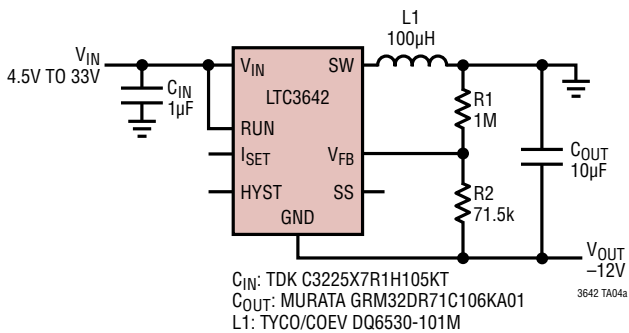 L1
100µH
VIN
4.5V TO 33V
CIN
1µF
VIN
SW
LTC3642
RUN
ISET
VFB
HYST
SS
GND
R1
1M
R2
71.5k
COUT
10µF
VOUT
–12V
3642 TA04a
CIN: TDK C3225X7R1H105KT
COUT: MURATA GRM32DR71C106KA01
L1: TYCO/COEV DQ6530-101M